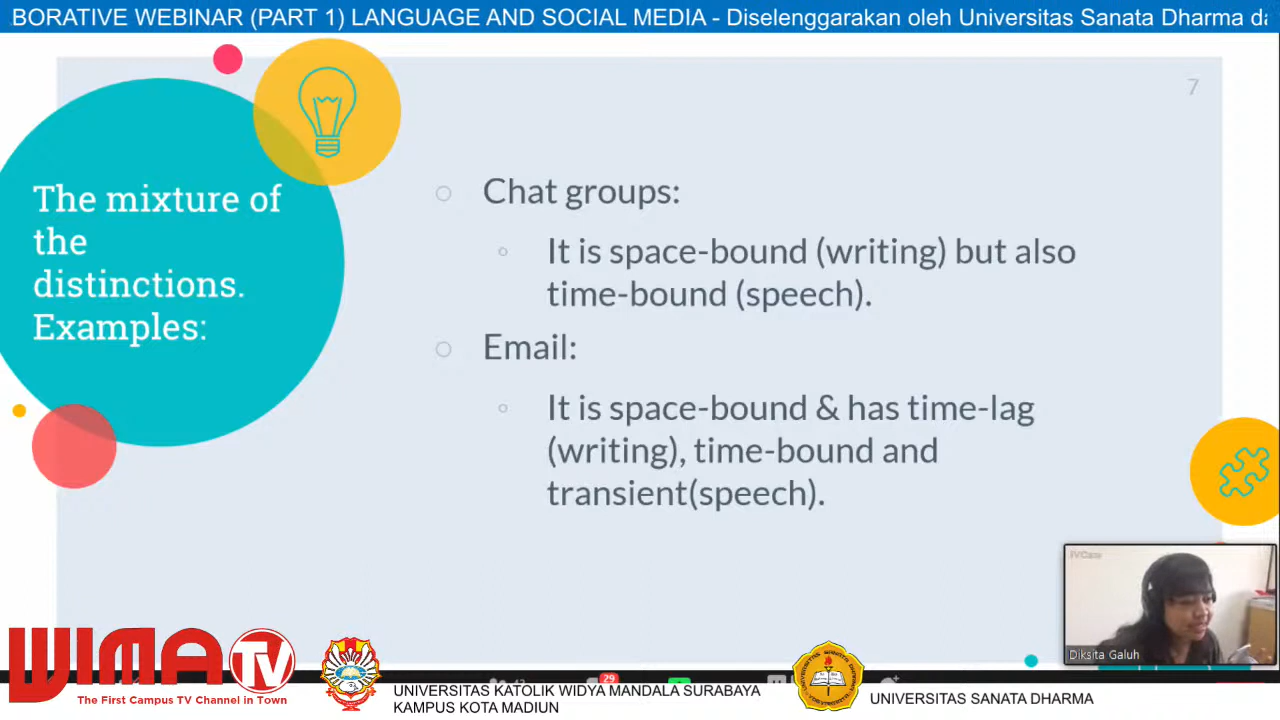 BORATIVE WEBINAR (PART 1) LANGUAGE AND SOCIAL MEDIA - Diselenggarakan oleh Universitas Sanata Dharma da
7
The mixture of
the
distinctions.
Examples:
Chat groups:
It is space-bound (writing) but also
time-bound (speech).
Email:
It is space-bound & has time-lag
(writing), time-bound and
transient(speech).
iVCam
Diksita Galuh
WIMA TV
The First Campus TV Channel in Town
29
UNIVERSITAS KATOLIK WIDYA MANDALA SURABAYA
KAMPUS KOTA MADIUN
UNIVERSITAS SANATA DHARMA